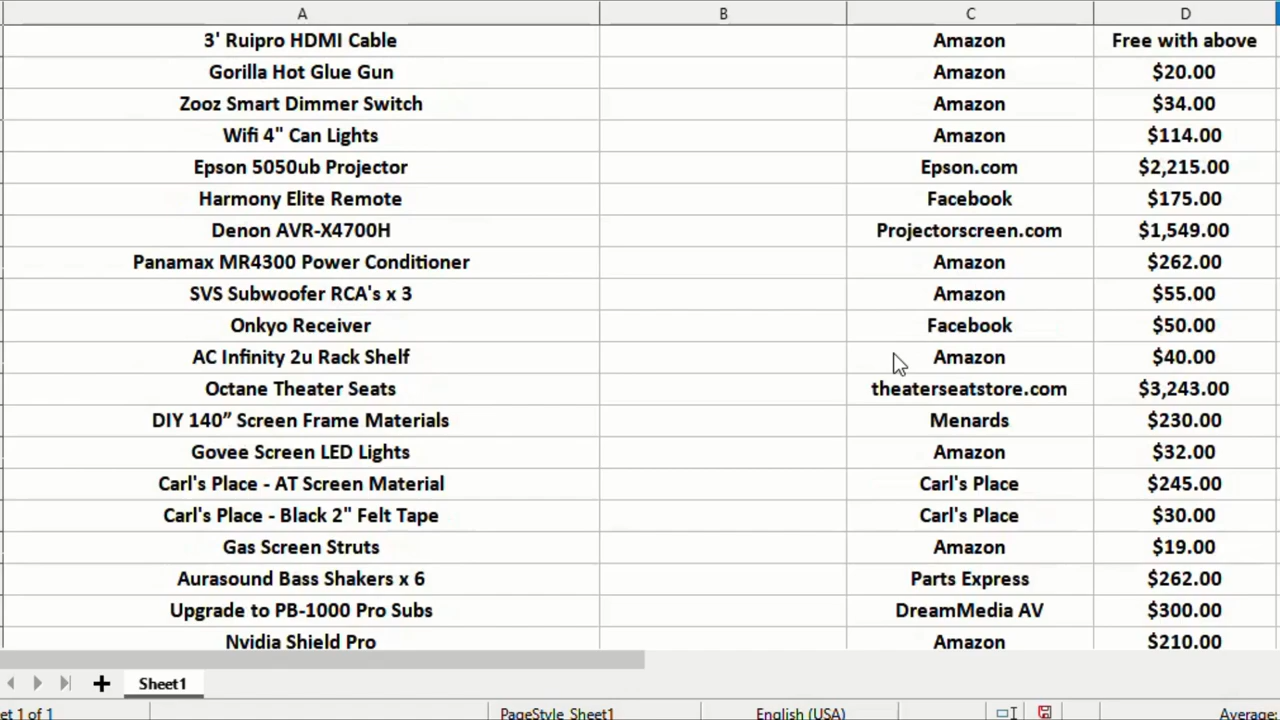 A B C D
3' Ruipro HDMI Cable Amazon Free with above
Gorilla Hot Glue Gun Amazon $20.00
Zooz Smart Dimmer Switch Amazon $34.00
Wifi 4" Can Lights Amazon $114.00
Epson 5050ub Projector Epson.com $2,215.00
Harmony Elite Remote Facebook $175.00
Denon AVR-X4700H Projectorscreen.com $1,549.00
Panamax MR4300 Power Conditioner Amazon $262.00
SVS Subwoofer RCA's x 3 Amazon $55.00
Onkyo Receiver Facebook $50.00
AC Infinity 2u Rack Shelf Amazon $40.00
Octane Theater Seats theaterseatstore.com $3,243.00
DIY 140” Screen Frame Materials Menards $230.00
Govee Screen LED Lights Amazon $32.00
Carl's Place - AT Screen Material Carl's Place $245.00
Carl's Place - Black 2" Felt Tape Carl's Place $30.00
Gas Screen Struts Amazon $19.00
Aurasound Bass Shakers x 6 Parts Express $262.00
Upgrade to PB-1000 Pro Subs DreamMedia AV $300.00
Nvidia Shield Pro Amazon $210.00
Sheet1
et 1 of 1 PageStyle_Sheet1 English (USA) Average: